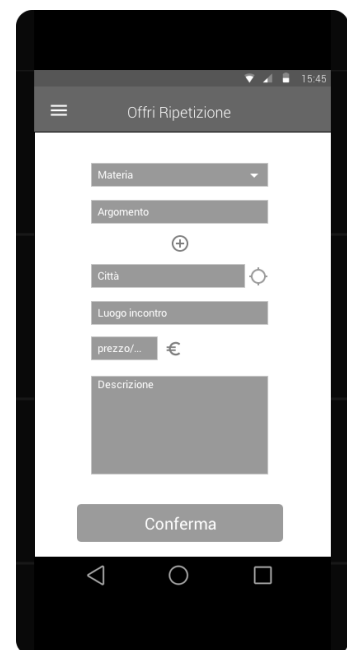 15:45
Offri Ripetizione
Materia
Argomento
Città
Luogo incontro
prezzo/... €
Descrizione
Conferma